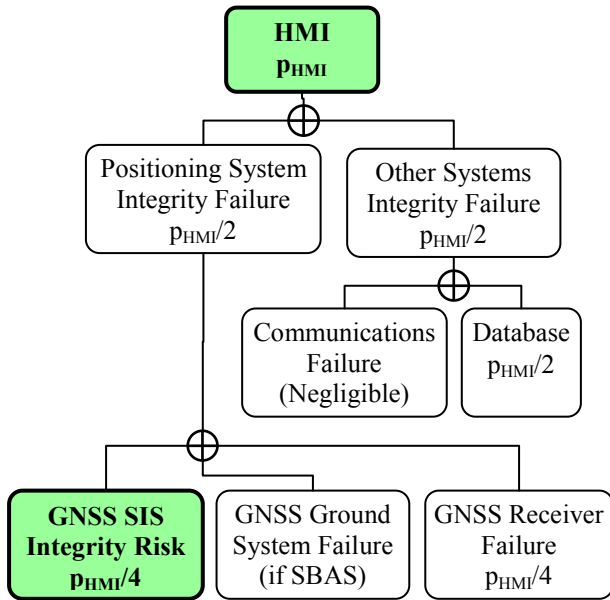 HMI
pHMI
Positioning System
Integrity Failure
pHMI/2
Other Systems
Integrity Failure
pHMI/2
Communications
Failure
(Negligible)
Database
pHMI/2
GNSS SIS
Integrity Risk
pHMI/4
GNSS Ground
System Failure
(if SBAS)
GNSS Receiver
Failure
pHMI/4